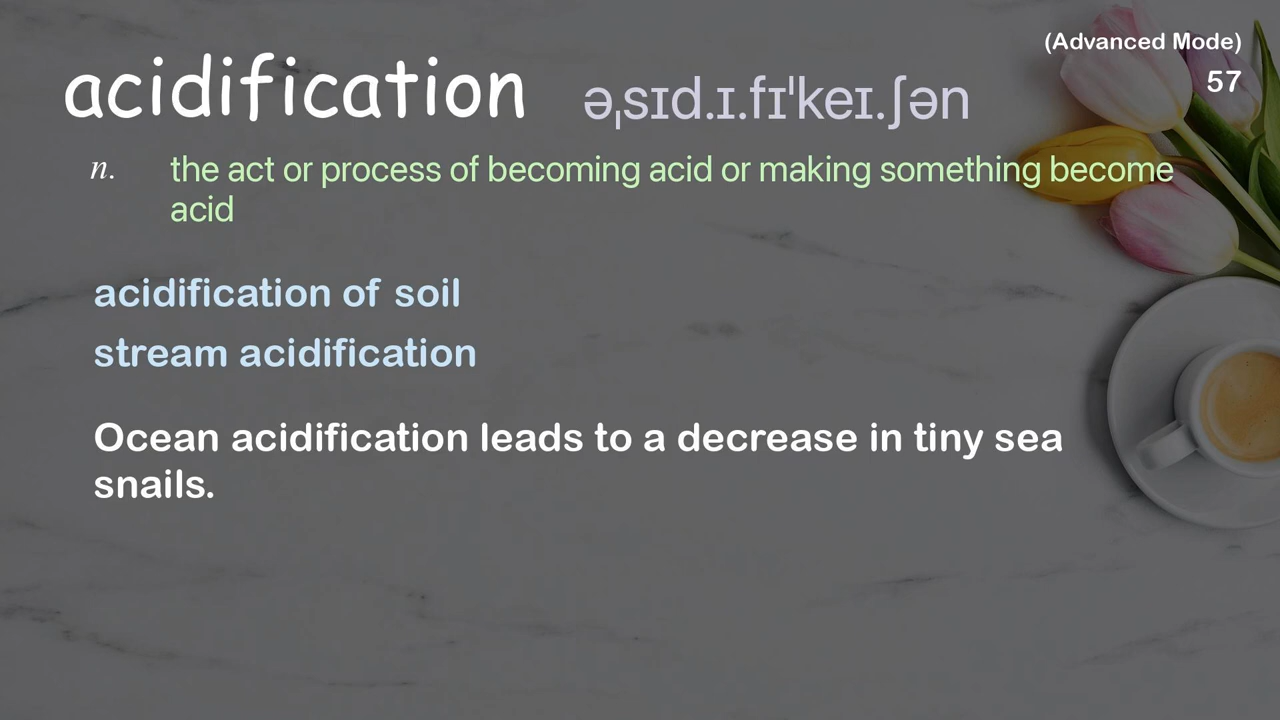 (Advanced Mode)
57
acidification əˌsɪd.ɪ.fɪˈkeɪ.ʃən
n. the act or process of becoming acid or making something become
acid
acidification of soil
stream acidification
Ocean acidification leads to a decrease in tiny sea
snails.